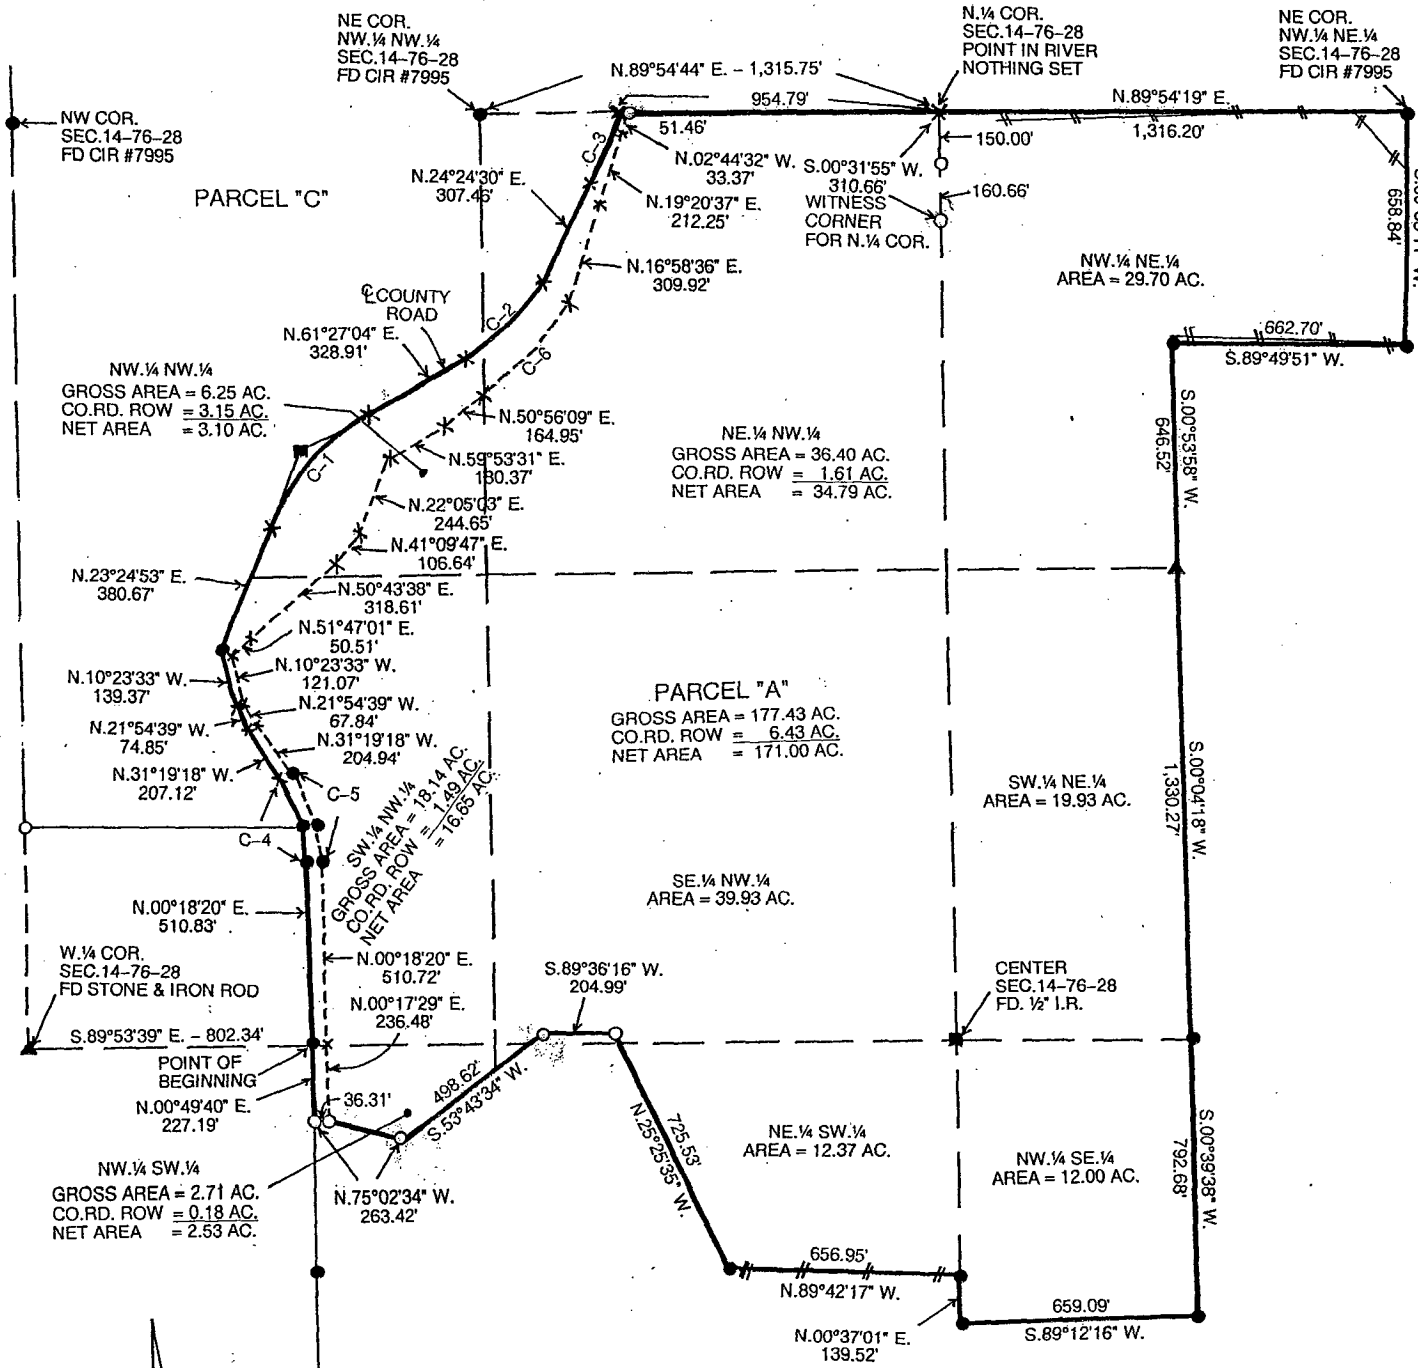 NE COR.
NW.¼ NW.¼
SEC.14-76-28
FD CIR #7995
N.¼ COR.
SEC.14-76-28
POINT IN RIVER
NOTHING SET
NE COR.
NW.¼ NE.¼
SEC.14-76-28
FD CIR #7995
N.89°54'44" E. - 1,315.75'
954.79'
N.89°54'19" E.
1,316.20'
NW COR.
SEC.14-76-28
FD CIR #7995
51.46'
150.00'
C-3
N.02°44'32" W.
33.37'
S.00°31'55" W.
310.66'
WITNESS
CORNER
FOR N.¼ COR.
160.66'
658.84'
PARCEL "C"
N.24°24'30" E.
307.46'
N.19°20'37" E.
212.25'
N.16°58'36" E.
309.92'
NW.¼ NE.¼
AREA = 29.70 AC.
℄ COUNTY
ROAD
C-2
N.61°27'04" E.
328.91'
C-6
662.70'
S.89°49'51" W.
NW.¼ NW.¼
GROSS AREA = 6.25 AC.
CO.RD. ROW = 3.15 AC.
NET AREA = 3.10 AC.
N.50°56'09" E.
164.95'
S.00°53'58" W.
646.52'
NE.¼ NW.¼
GROSS AREA = 36.40 AC.
CO.RD. ROW = 1.61 AC.
NET AREA = 34.79 AC.
C-1
N.59°53'31" E.
180.37'
N.22°05'03" E.
244.65'
N.41°09'47" E.
106.64'
N.23°24'53" E.
380.67'
N.50°43'38" E.
318.61'
N.51°47'01" E.
50.51'
N.10°23'33" W.
139.37'
N.10°23'33" W.
121.07'
N.21°54'39" W.
67.84'
N.21°54'39" W.
74.85'
N.31°19'18" W.
204.94'
N.31°19'18" W.
207.12'
PARCEL "A"
GROSS AREA = 177.43 AC.
CO.RD. ROW = 6.43 AC.
NET AREA = 171.00 AC.
C-5
C-4
SW.¼ NW.¼
GROSS AREA = 18.14 AC.
CO.RD. ROW = 1.49 AC.
NET AREA = 16.65 AC.
SW.¼ NE.¼
AREA = 19.93 AC.
S.00°04'18" W.
1,330.27'
SE.¼ NW.¼
AREA = 39.93 AC.
N.00°18'20" E.
510.83'
W.¼ COR.
SEC.14-76-28
FD STONE & IRON ROD
N.00°18'20" E.
510.72'
N.00°17'29" E.
236.48'
S.89°36'16" W.
204.99'
CENTER
SEC.14-76-28
FD. ½" I.R.
S.89°53'39" E. - 802.34'
POINT OF
BEGINNING
N.00°49'40" E.
227.19'
36.31'
498.62'
S.53°43'34" W.
725.53'
N.25°25'35" W.
NE.¼ SW.¼
AREA = 12.37 AC.
NW.¼ SE.¼
AREA = 12.00 AC.
S.00°39'38" W.
792.68'
NW.¼ SW.¼
GROSS AREA = 2.71 AC.
CO.RD. ROW = 0.18 AC.
NET AREA = 2.53 AC.
N.75°02'34" W.
263.42'
656.95'
N.89°42'17" W.
659.09'
S.89°12'16" W.
N.00°37'01" E.
139.52'